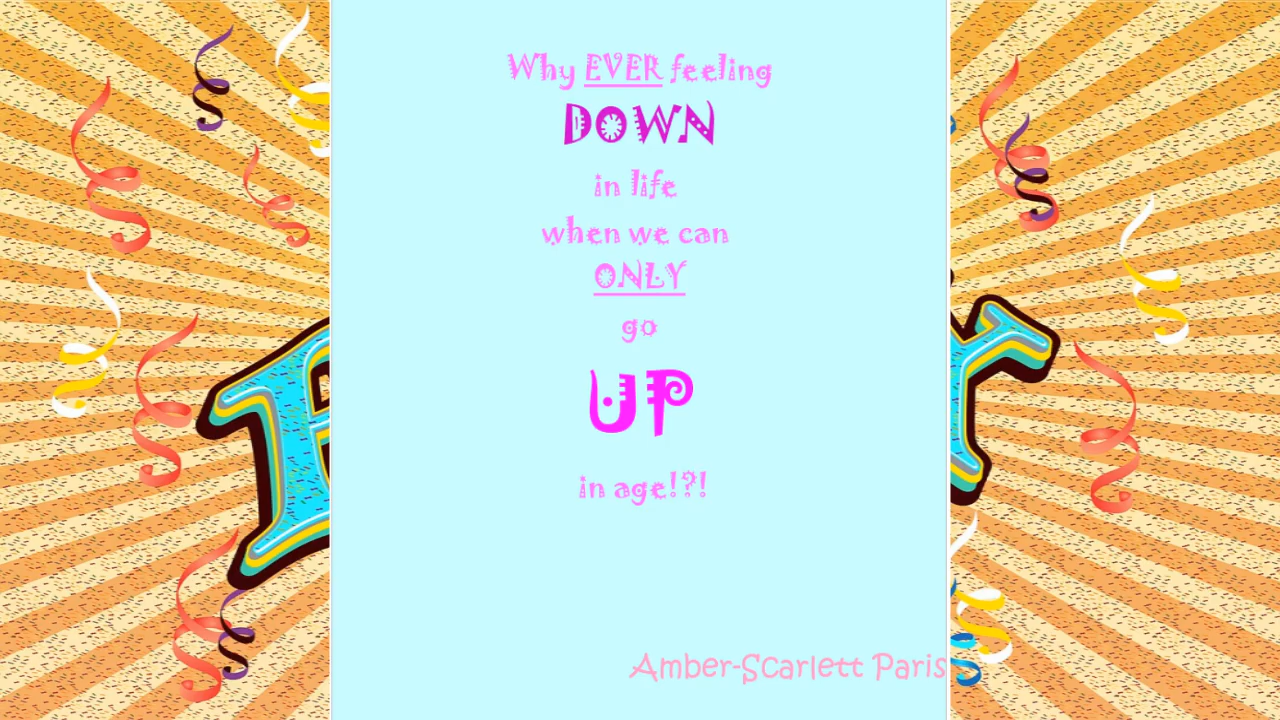 Why EVER feeling
DOWN
in life
when we can
ONLY
go
UP
in age!?!
Amber-Scarlett Paris